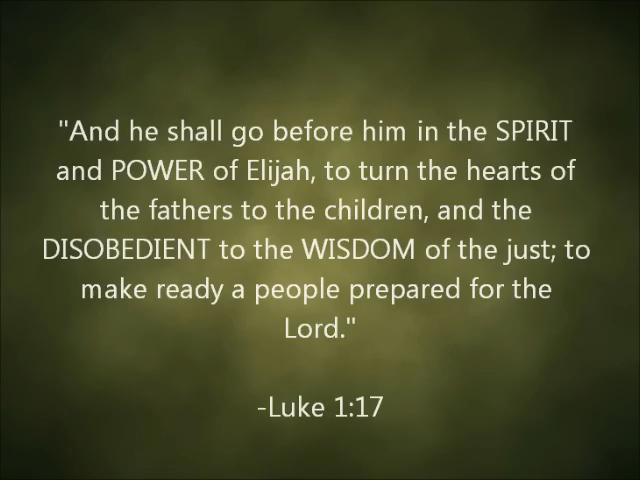 "And he shall go before him in the SPIRIT
and POWER of Elijah, to turn the hearts of
the fathers to the children, and the
DISOBEDIENT to the WISDOM of the just; to
make ready a people prepared for the
Lord."
-Luke 1:17